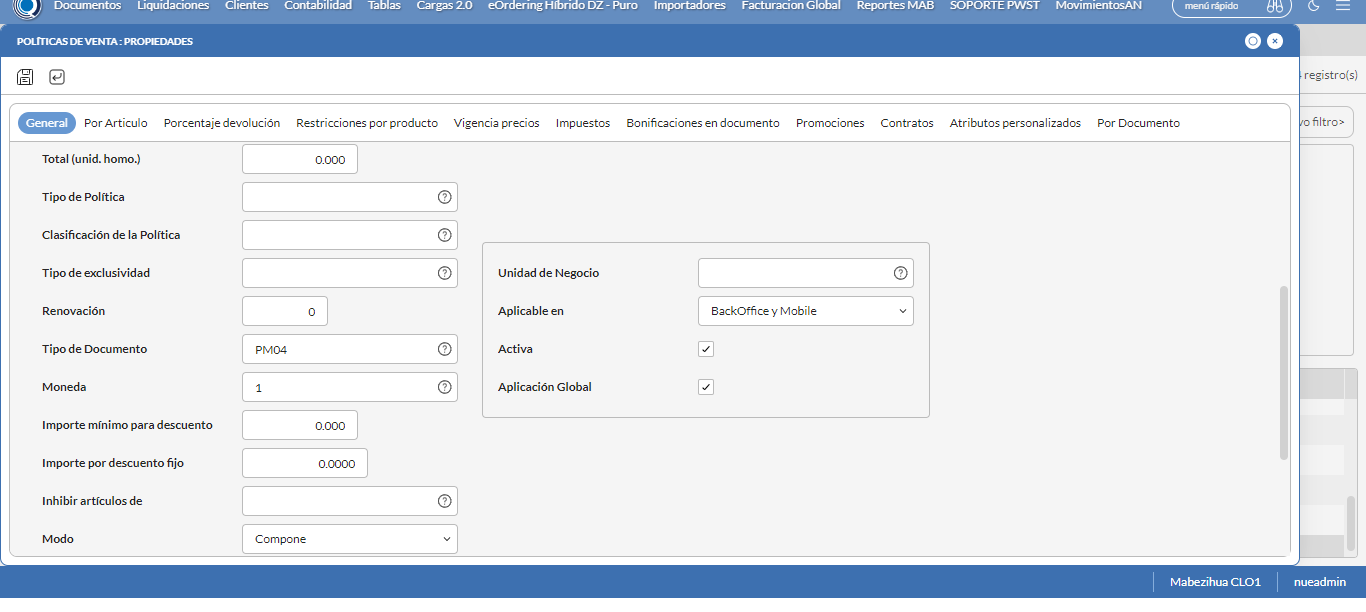 Documentos Liquidaciones Clientes Contabilidad Tablas Cargas 2.0 eOrdering Híbrido DZ - Puro Importadores Facturacion Global Reportes MAB SOPORTE PWST MovimientosAN menú rápido
POLÍTICAS DE VENTA : PROPIEDADES
registro(s)
General Por Articulo Porcentaje devolución Restricciones por producto Vigencia precios Impuestos Bonificaciones en documento Promociones Contratos Atributos personalizados Por Documento
vo filtro>
Total (unid. homo.) 0.000
Tipo de Política
Clasificación de la Política
Tipo de exclusividad
Unidad de Negocio
Renovación 0
Aplicable en BackOffice y Mobile
Tipo de Documento PM04
Activa
Moneda 1
Aplicación Global
Importe mínimo para descuento 0.000
Importe por descuento fijo 0.0000
Inhibir artículos de
Modo Compone
Mabezihua CLO1 nueadmin